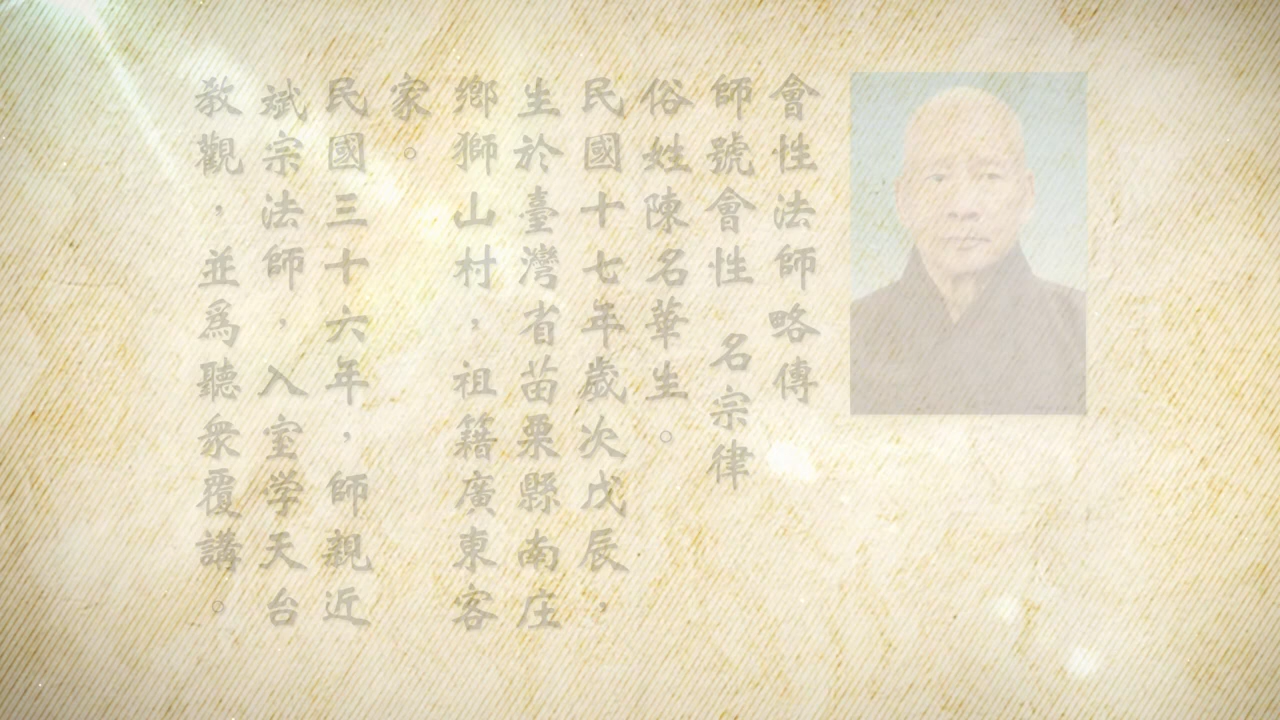 會性法師略傳
師號會性 名宗律
俗姓陳名華生。
民國十七年歲次戊辰，
生於臺灣省苗栗縣南庄
鄉獅山村，祖籍廣東客
家。
民國三十六年，師親近
斌宗法師，入室学天台
教觀，並爲聽衆覆講。